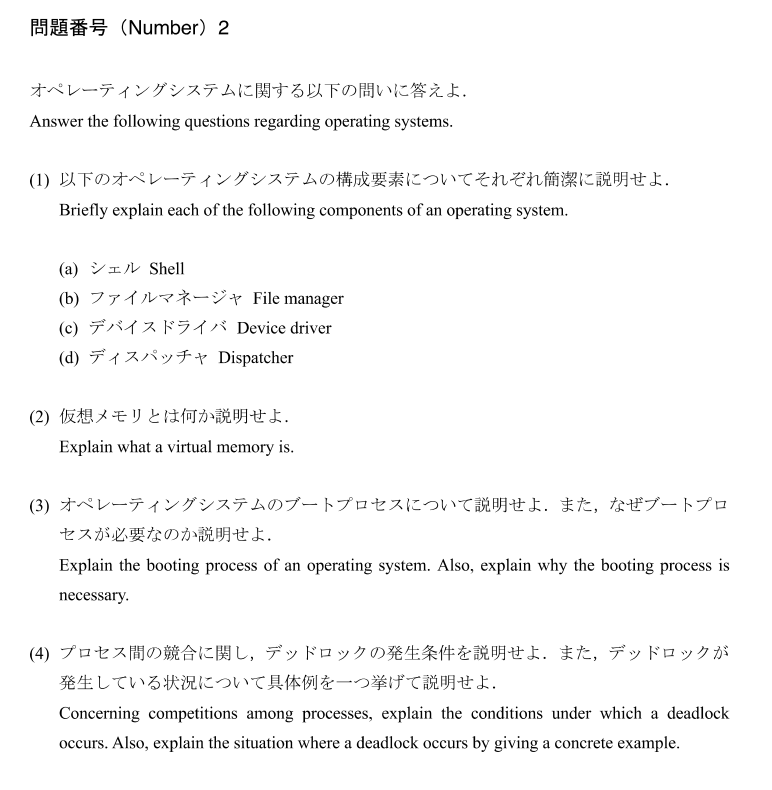 問題番号（Number）2
オペレーティングシステムに関する以下の問いに答えよ．
Answer the following questions regarding operating systems.
(1) 以下のオペレーティングシステムの構成要素についてそれぞれ簡潔に説明せよ．
Briefly explain each of the following components of an operating system.
(a) シェル Shell
(b) ファイルマネージャ File manager
(c) デバイスドライバ Device driver
(d) ディスパッチャ Dispatcher
(2) 仮想メモリとは何か説明せよ．
Explain what a virtual memory is.
(3) オペレーティングシステムのブートプロセスについて説明せよ．また，なぜブートプロ
セスが必要なのか説明せよ．
Explain the booting process of an operating system. Also, explain why the booting process is
necessary.
(4) プロセス間の競合に関し，デッドロックの発生条件を説明せよ．また，デッドロックが
発生している状況について具体例を一つ挙げて説明せよ．
Concerning competitions among processes, explain the conditions under which a deadlock
occurs. Also, explain the situation where a deadlock occurs by giving a concrete example.